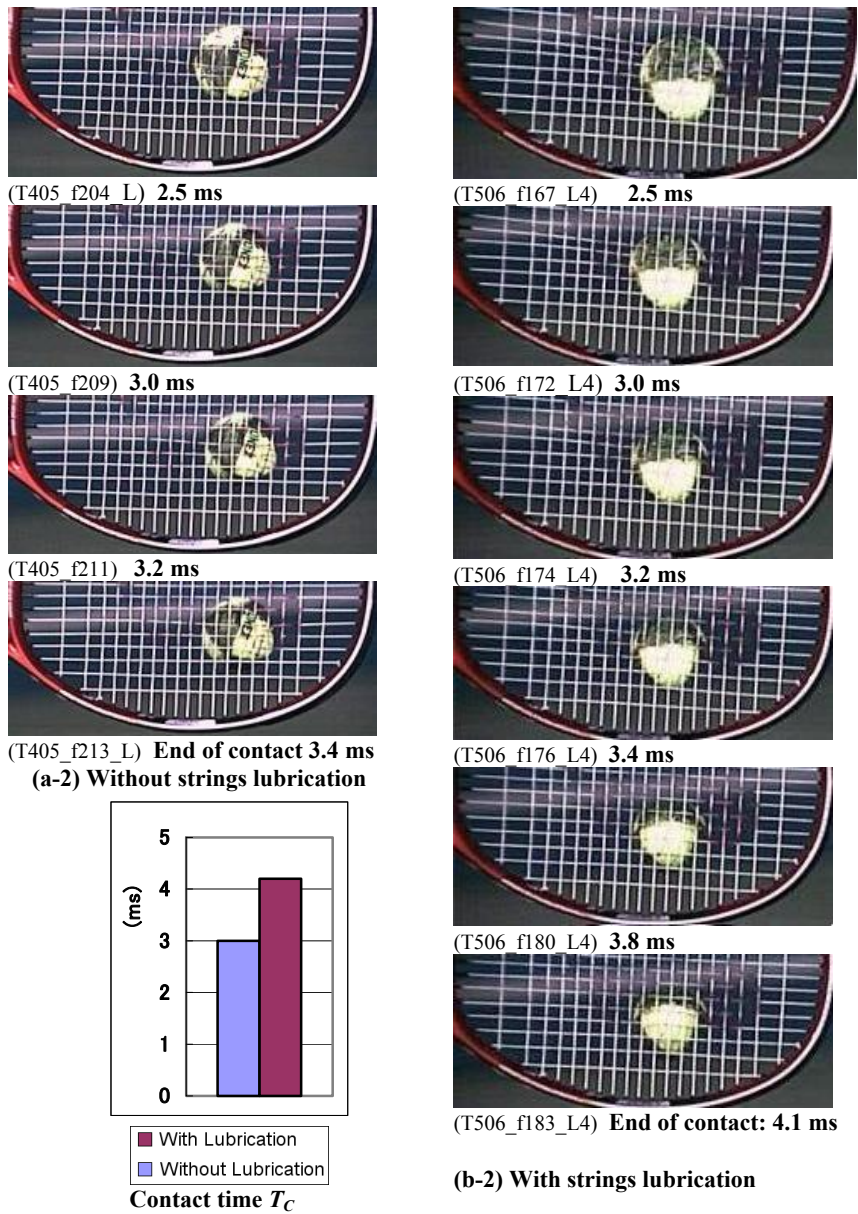 (T405_f204_L) 2.5 ms
(T405_f209) 3.0 ms
(T405_f211) 3.2 ms
(T405_f213_L) End of contact 3.4 ms
(a-2) Without strings lubrication
5
4
3
2
1
0
(ms)
With Lubrication
Without Lubrication
Contact time T_C
(T506_f167_L4) 2.5 ms
(T506_f172_L4) 3.0 ms
(T506_f174_L4) 3.2 ms
(T506_f176_L4) 3.4 ms
(T506_f180_L4) 3.8 ms
(T506_f183_L4) End of contact: 4.1 ms
(b-2) With strings lubrication